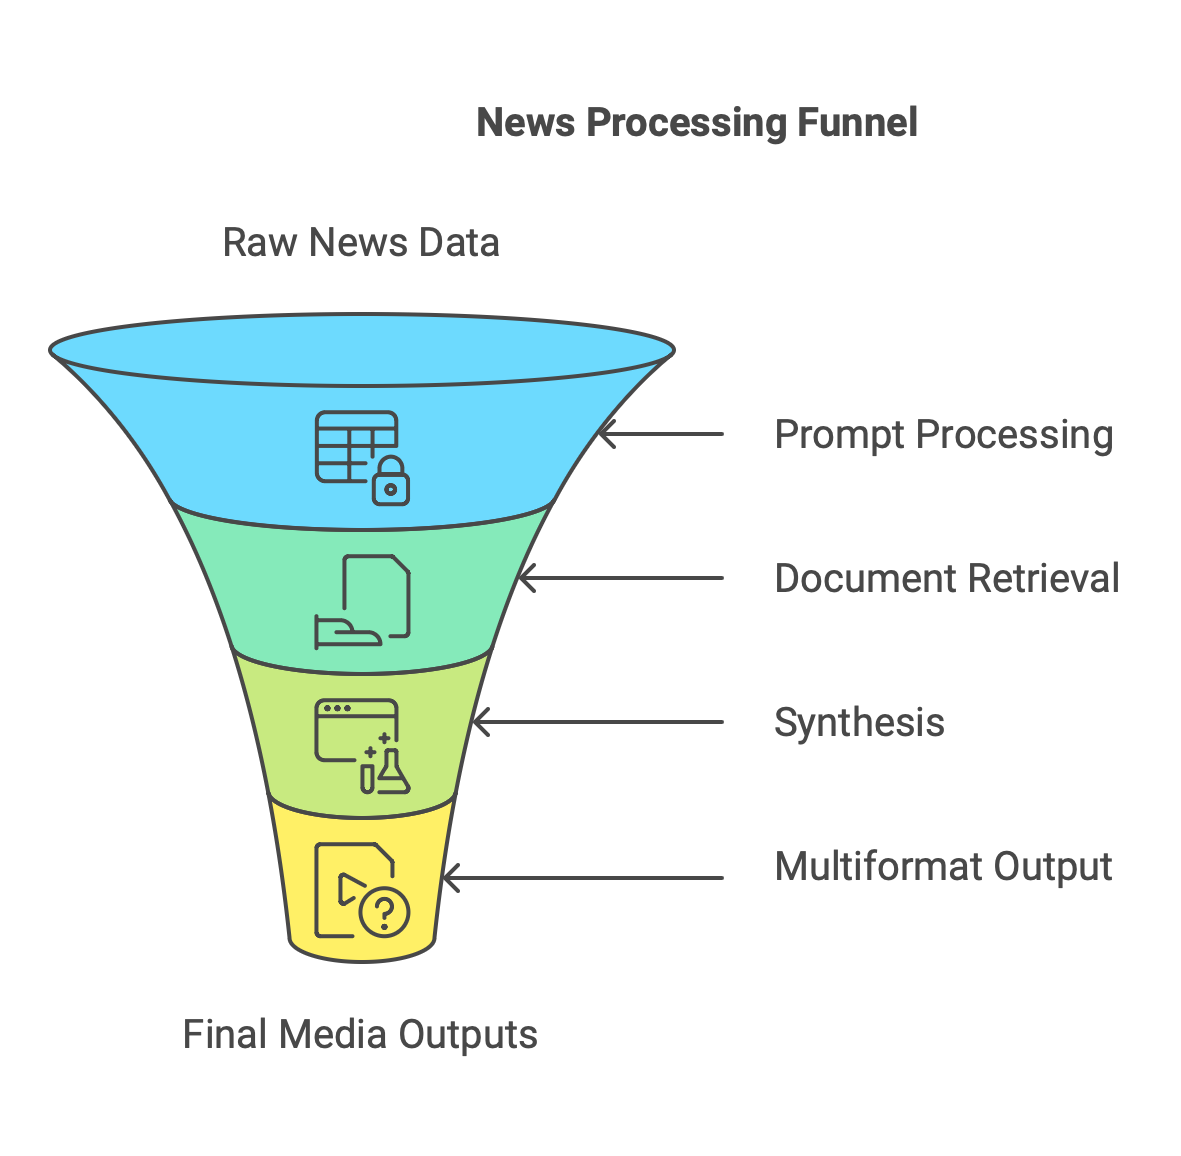 News Processing Funnel
Raw News Data
Prompt Processing
Document Retrieval
Synthesis
Multiformat Output
?
Final Media Outputs